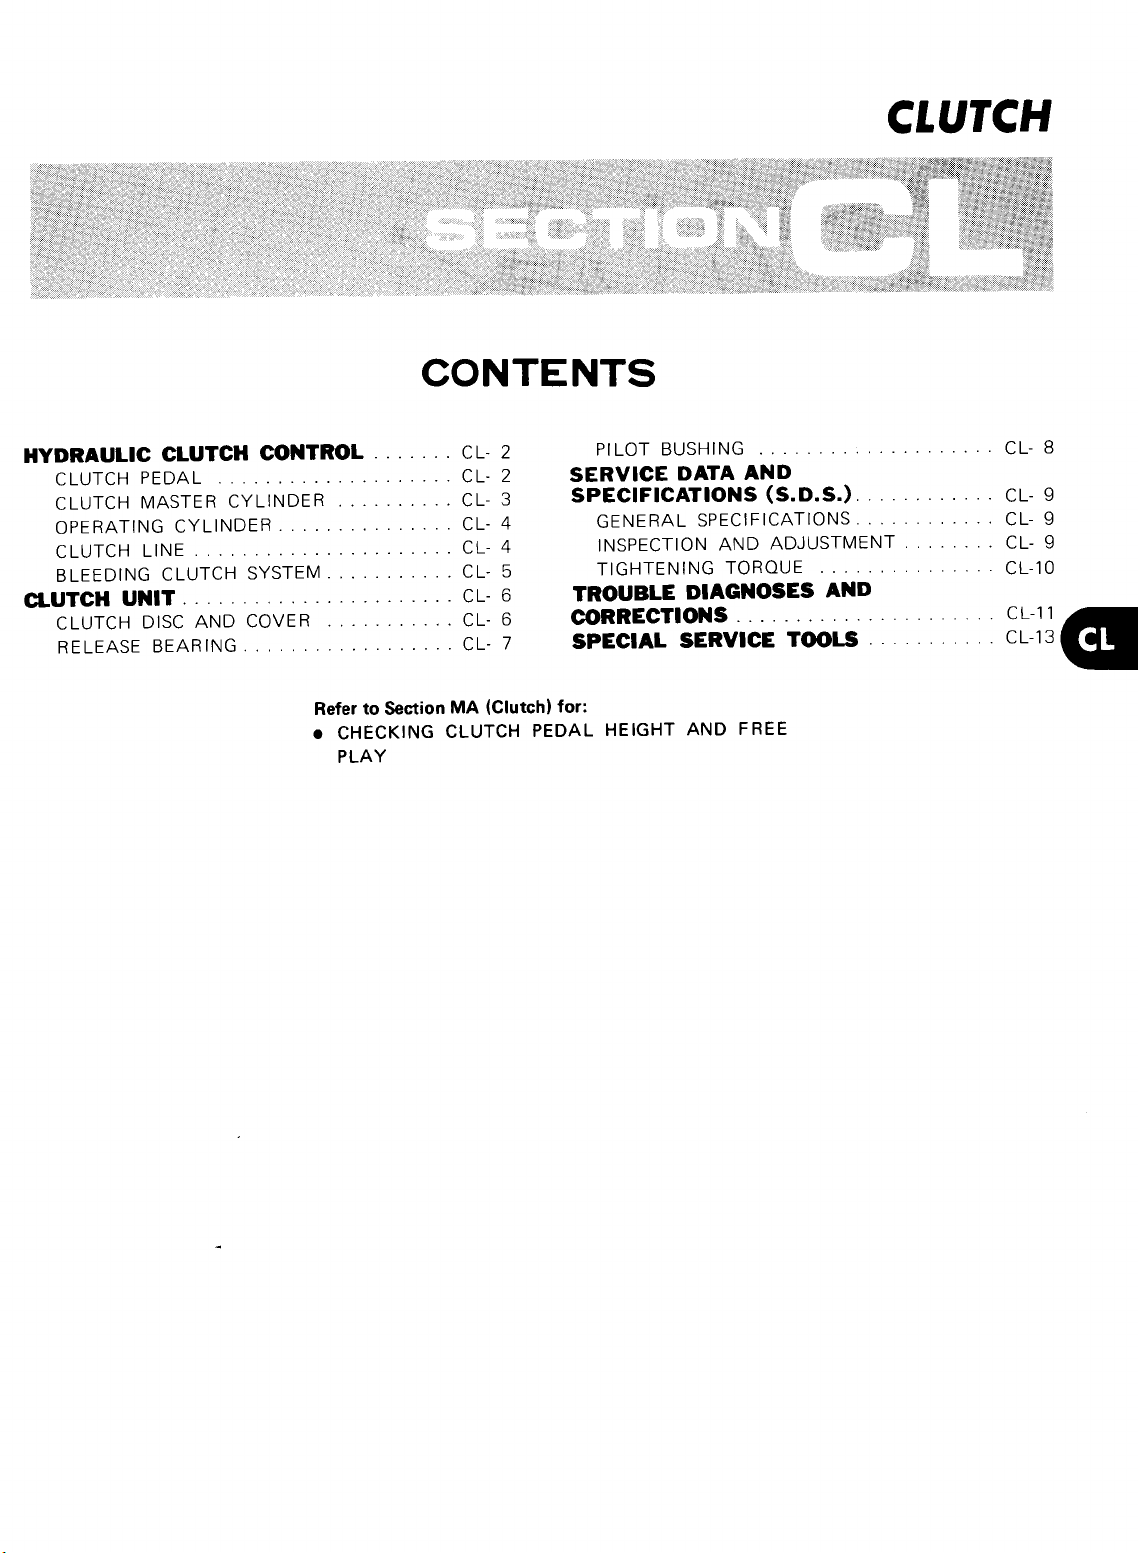 CLUTCH
SECTION CL
CONTENTS
HYDRAULIC CLUTCH CONTROL ....... CL- 2
CLUTCH PEDAL .................... CL- 2
CLUTCH MASTER CYLINDER .......... CL- 3
OPERATING CYLINDER ............... CL- 4
CLUTCH LINE ...................... CL- 4
BLEEDING CLUTCH SYSTEM ........... CL- 5
CLUTCH UNIT ....................... CL- 6
CLUTCH DISC AND COVER ........... CL- 6
RELEASE BEARING .................. CL- 7
PILOT BUSHING .................... CL- 8
SERVICE DATA AND
SPECIFICATIONS (S.D.S.) ............ CL- 9
GENERAL SPECIFICATIONS ............ CL- 9
INSPECTION AND ADJUSTMENT ........ CL- 9
TIGHTENING TORQUE ............... CL-10
TROUBLE DIAGNOSES AND
CORRECTIONS ...................... CL-11
SPECIAL SERVICE TOOLS ........... CL-13
CL
Refer to Section MA (Clutch) for:
● CHECKING CLUTCH PEDAL HEIGHT AND FREE
PLAY